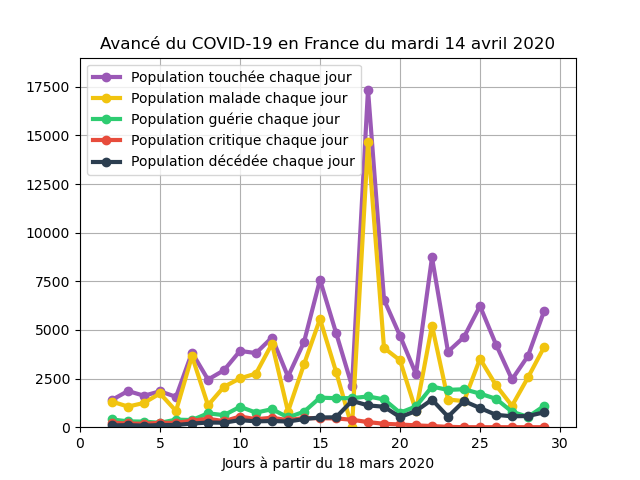 Avancé du COVID-19 en France du mardi 14 avril 2020
Population touchée chaque jour
Population malade chaque jour
Population guérie chaque jour
Population critique chaque jour
Population décédée chaque jour
17500
15000
12500
10000
7500
5000
2500
0
0 5 10 15 20 25 30
Jours à partir du 18 mars 2020